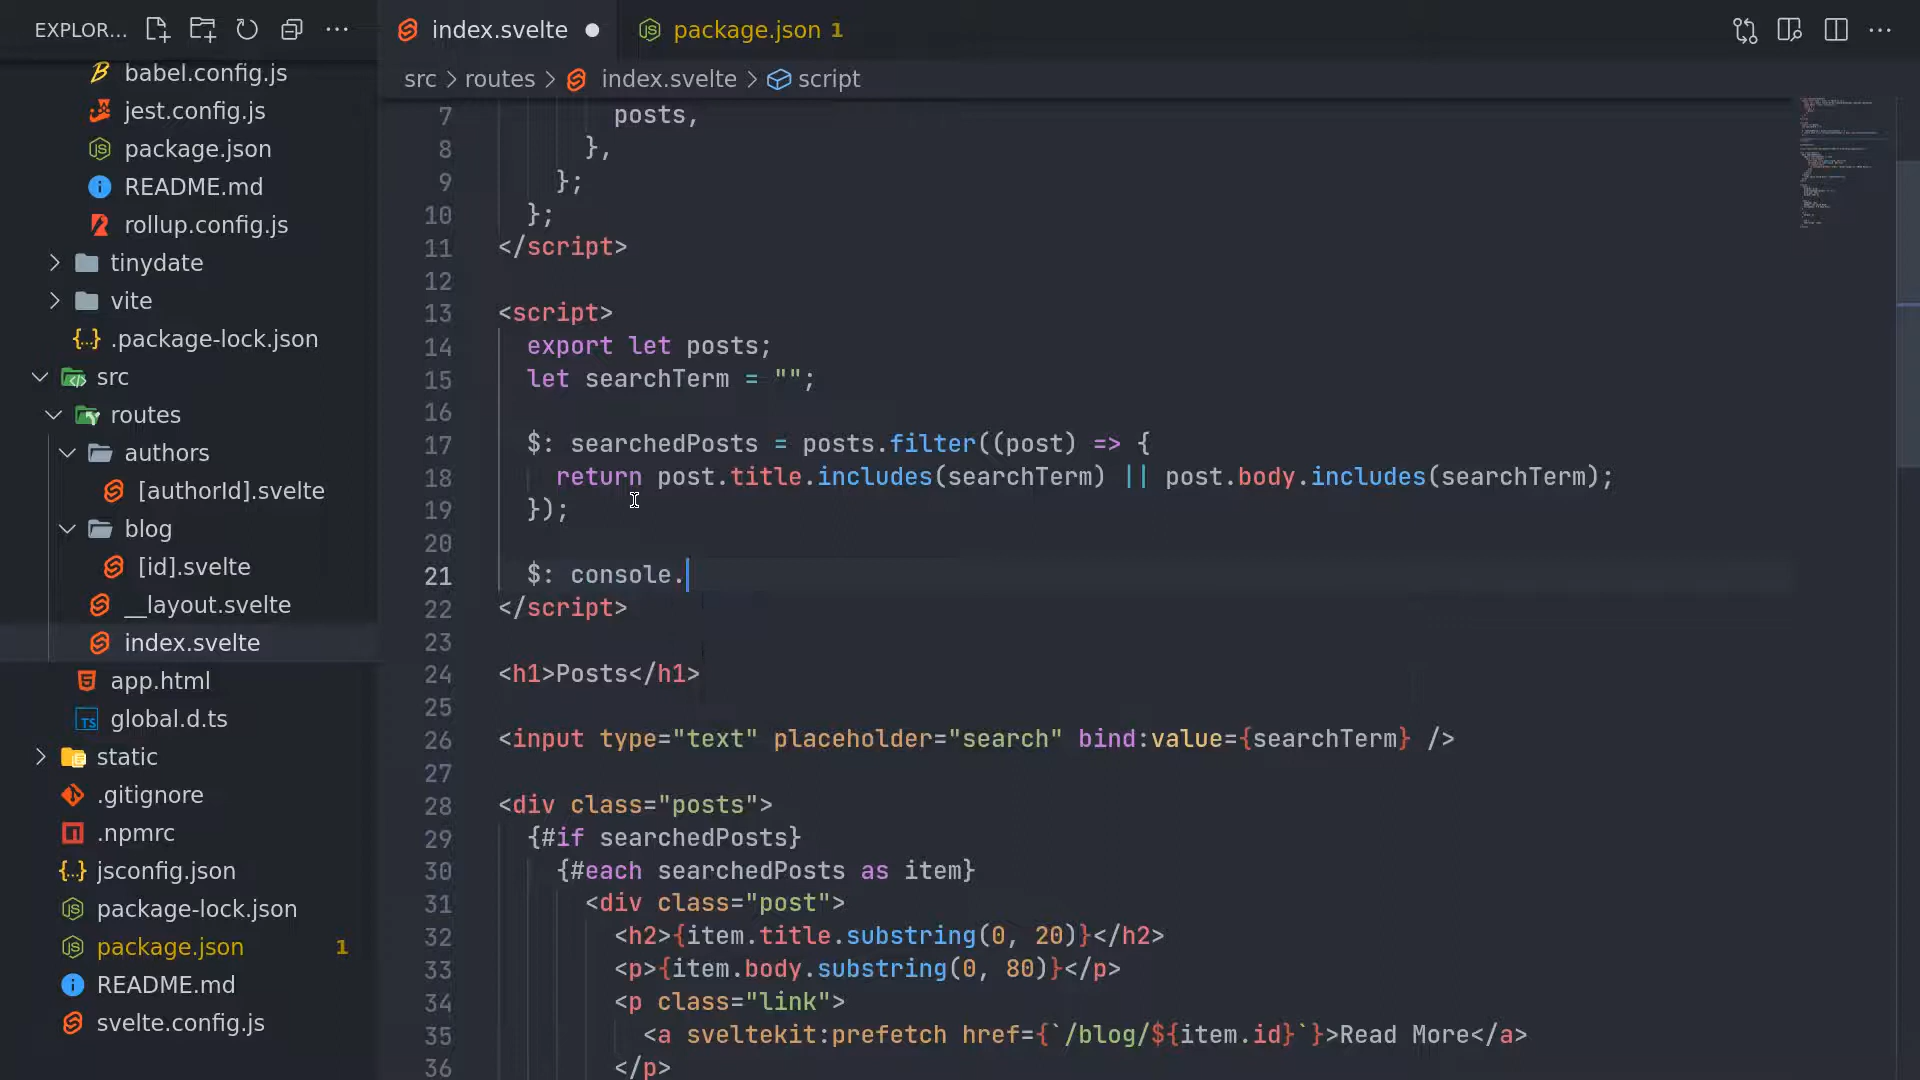 EXPLOR...
babel.config.js
jest.config.js
package.json
README.md
rollup.config.js
tinydate
vite
.package-lock.json
src
routes
authors
[authorId].svelte
blog
[id].svelte
__layout.svelte
index.svelte
app.html
TS global.d.ts
static
.gitignore
.npmrc
jsconfig.json
package-lock.json
package.json 1
README.md
svelte.config.js
index.svelte
package.json 1
src > routes > index.svelte > script
7 posts,
8 },
9 };
10 };
11 </script>
12
13 <script>
14 export let posts;
15 let searchTerm = "";
16
17 $: searchedPosts = posts.filter((post) => {
18 return post.title.includes(searchTerm) || post.body.includes(searchTerm);
19 });
20
21 $: console.
22 </script>
23
24 <h1>Posts</h1>
25
26 <input type="text" placeholder="search" bind:value={searchTerm} />
27
28 <div class="posts">
29 {#if searchedPosts}
30 {#each searchedPosts as item}
31 <div class="post">
32 <h2>{item.title.substring(0, 20)}</h2>
33 <p>{item.body.substring(0, 80)}</p>
34 <p class="link">
35 <a sveltekit:prefetch href={`/blog/${item.id}`}>Read More</a>
36 </p>